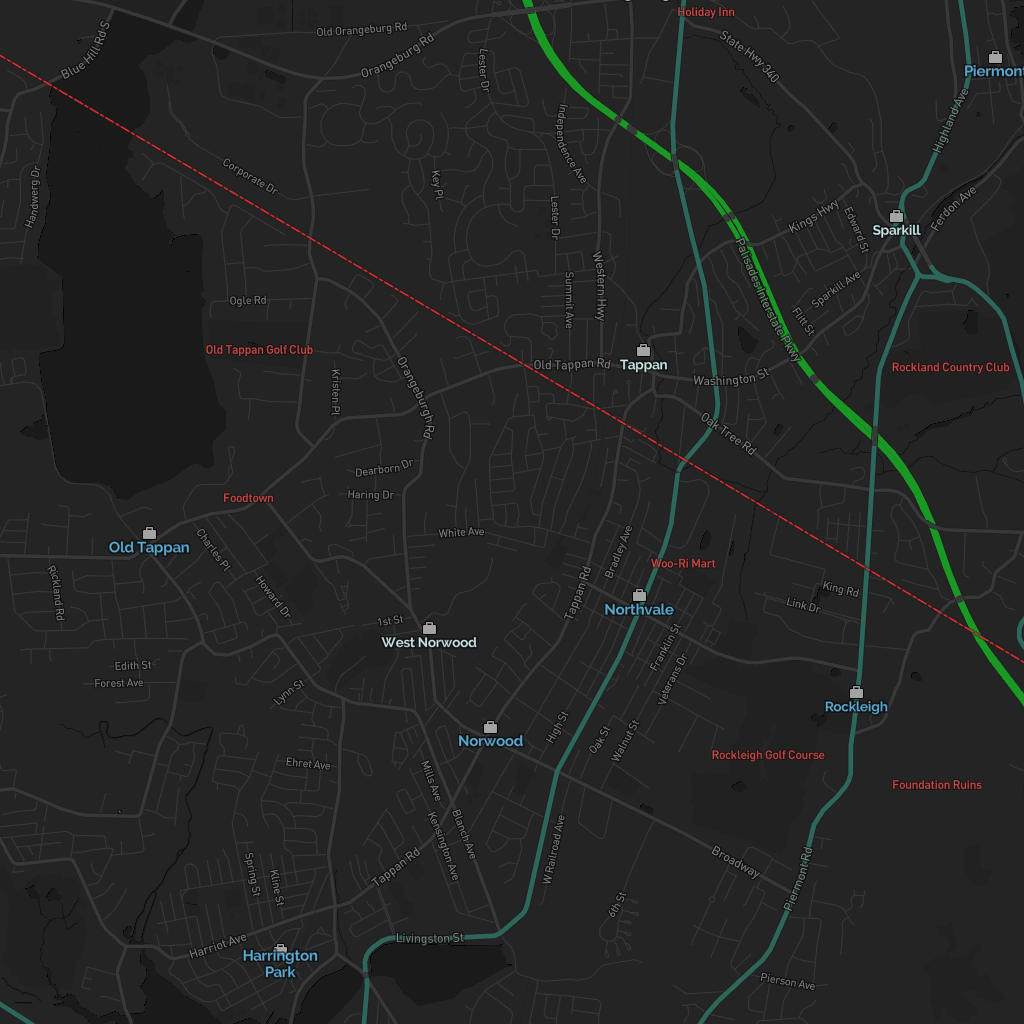 Holiday Inn
Old Orangeburg Rd
Blue Hill Rd S
Orangeburg Rd
State Hwy 340
Lester Dr
Piermont
Highland Ave
Independence Ave
Corporate Dr
Key Pl
Handwerg Dr
Lester Dr
Kings Hwy
Edward St
Ferdon Ave
Sparkill
Western Hwy
Summit Ave
Palisades Interstate Pkwy
Sparkill Ave
Ogle Rd
Flitt St
Old Tappan Golf Club
Old Tappan Rd
Tappan
Rockland Country Club
Kristen Pl
Orangeburgh Rd
Washington St
Oak Tree Rd
Dearborn Dr
Haring Dr
Foodtown
White Ave
Old Tappan
Charles Pl
Bradley Ave
Woo-Ri Mart
Rickland Rd
Howard Dr
Tappan Rd
King Rd
Link Dr
Northvale
1st St
West Norwood
Franklin St
Edith St
Forest Ave
Lynn St
Veterans Dr
Rockleigh
High St
Oak St
Walnut St
Norwood
Rockleigh Golf Course
Ehret Ave
Mills Ave
Foundation Ruins
Kensington Ave
Blanch Ave
W Railroad Ave
Broadway
Spring St
Kline St
Tappan Rd
Piermont Rd
6th St
Harriot Ave
Livingston St
Harrington
Park
Pierson Ave